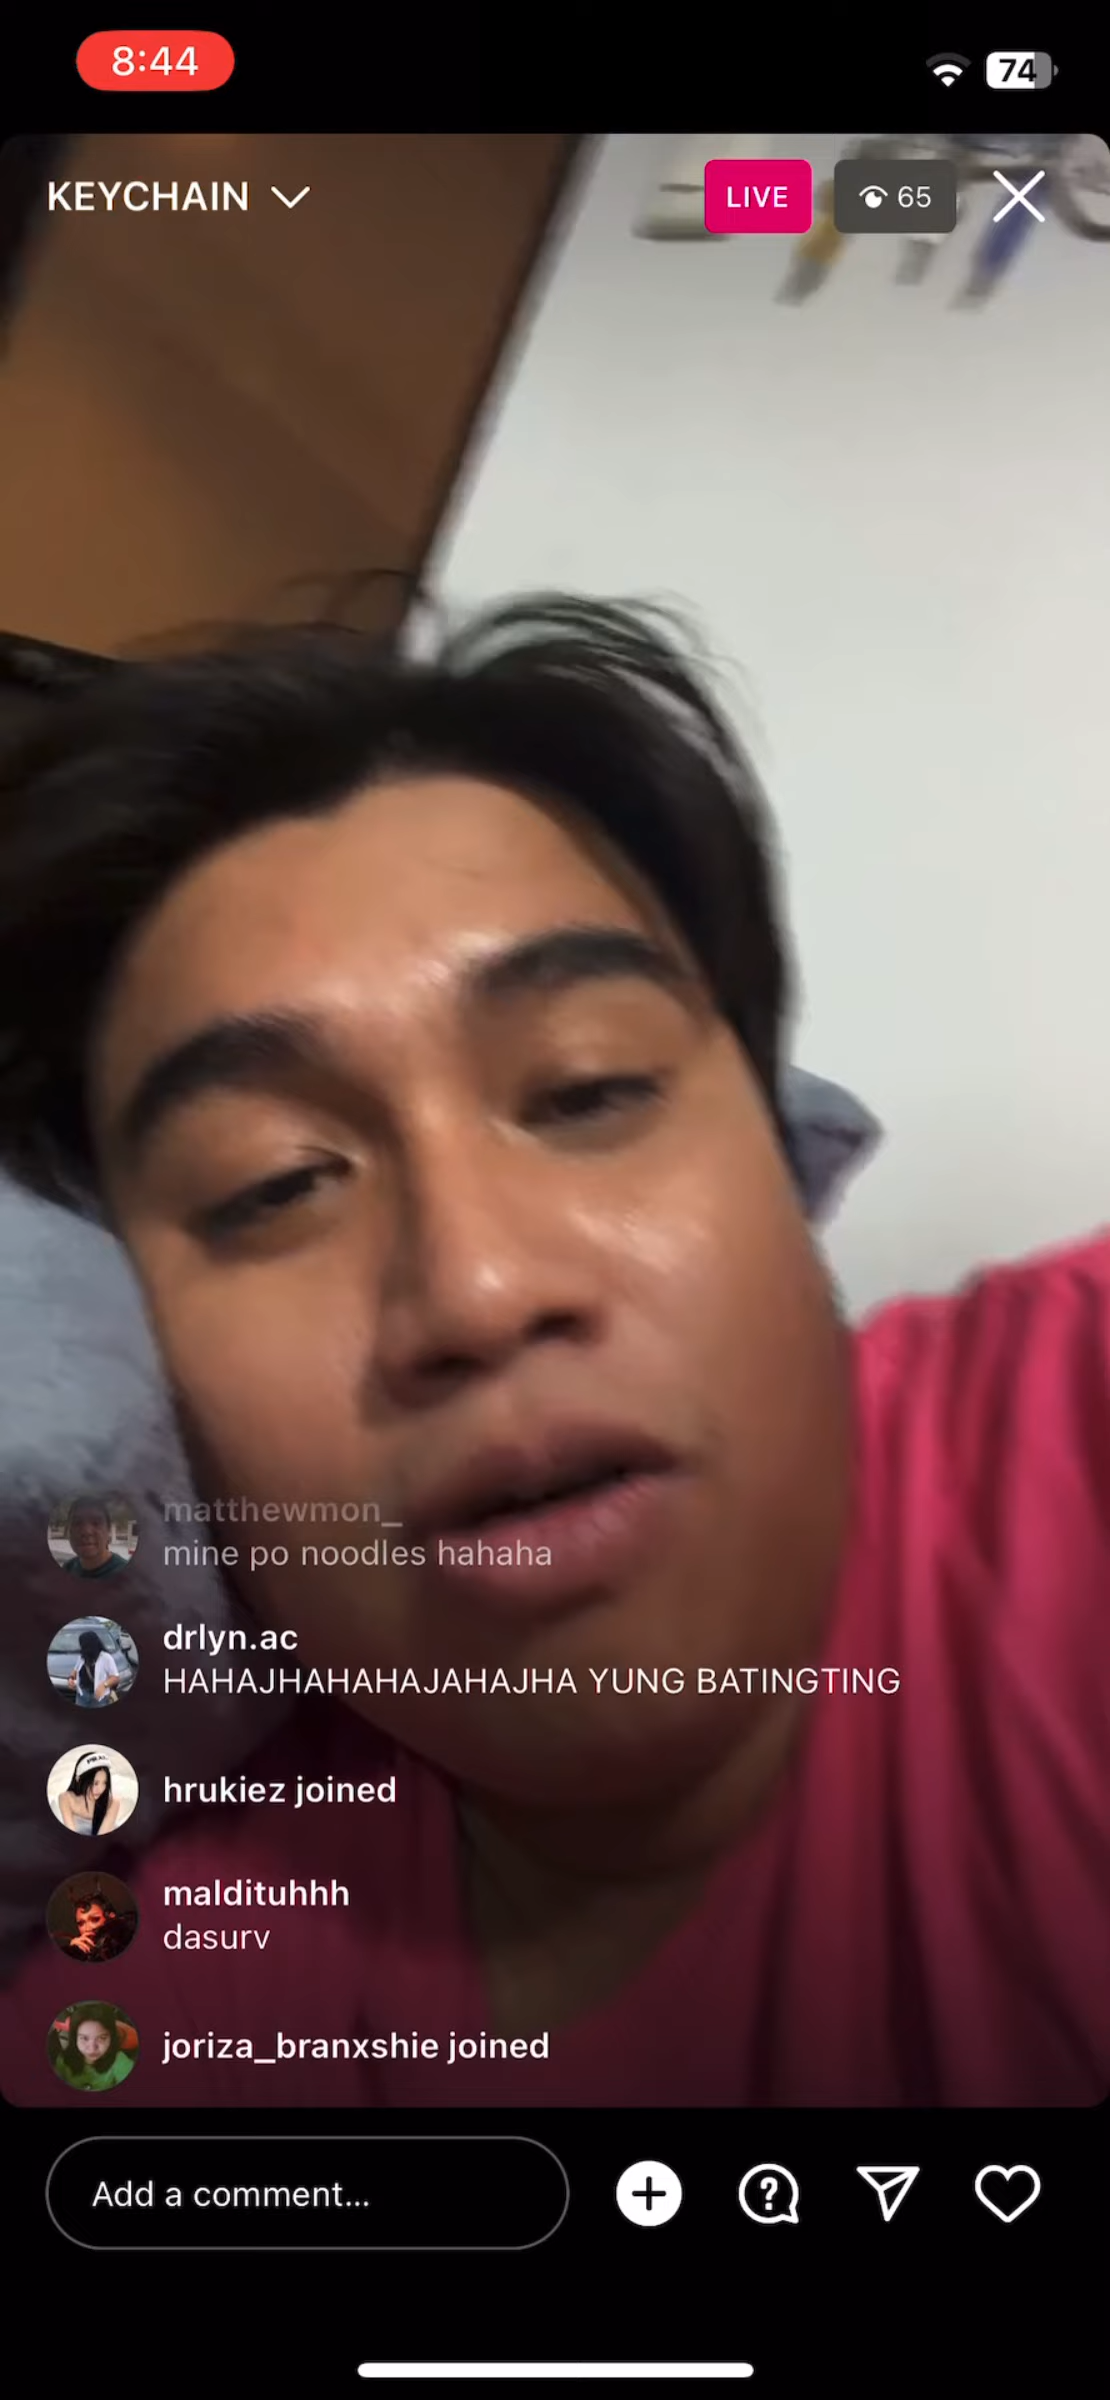 8:44
74
KEYCHAIN
LIVE
65
matthewmon_
mine po noodles hahaha
drlyn.ac
HAHAJHAHAHAJAHAJHA YUNG BATINGTING
hrukiez joined
maldituhhh
dasurv
joriza_branxshie joined
Add a comment...